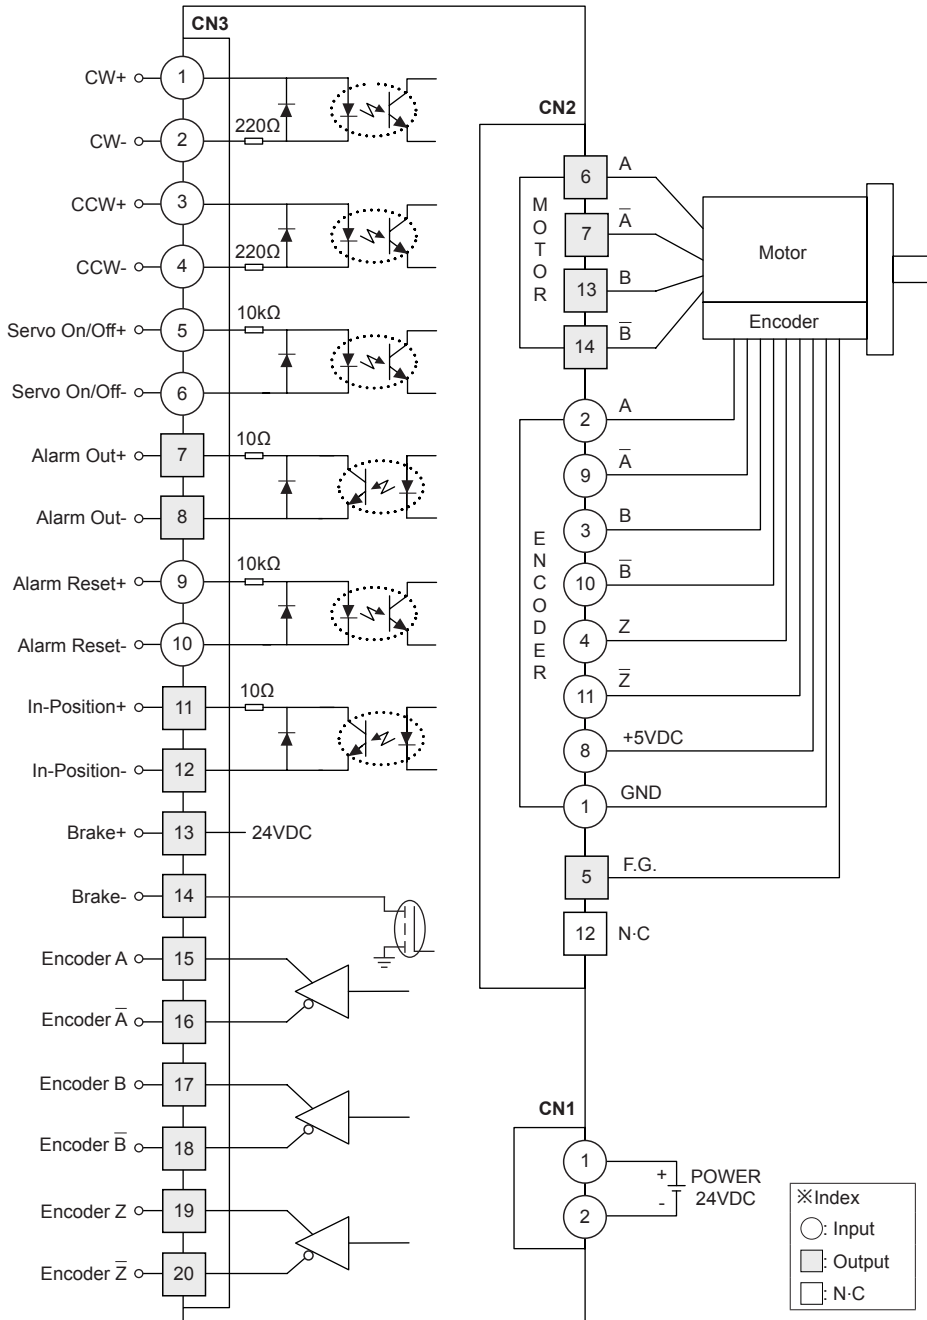 CN3
CW+ 1
CW- 2 220Ω
CCW+ 3
CCW- 4 220Ω
Servo On/Off+ 5 10kΩ
Servo On/Off- 6
Alarm Out+ 7 10Ω
Alarm Out- 8
Alarm Reset+ 9 10kΩ
Alarm Reset- 10
In-Position+ 11 10Ω
In-Position- 12
Brake+ 13 24VDC
Brake- 14
Encoder A 15
Encoder A̅ 16
Encoder B 17
Encoder B̅ 18
Encoder Z 19
Encoder Z̅ 20
CN2
MOTOR
6 A
7 A̅
13 B
14 B̅
Motor
Encoder
ENCODER
2 A
9 A̅
3 B
10 B̅
4 Z
11 Z̅
8 +5VDC
1 GND
5 F.G.
12 N·C
CN1
1
2
+
-
POWER
24VDC
※Index
: Input
: Output
: N·C